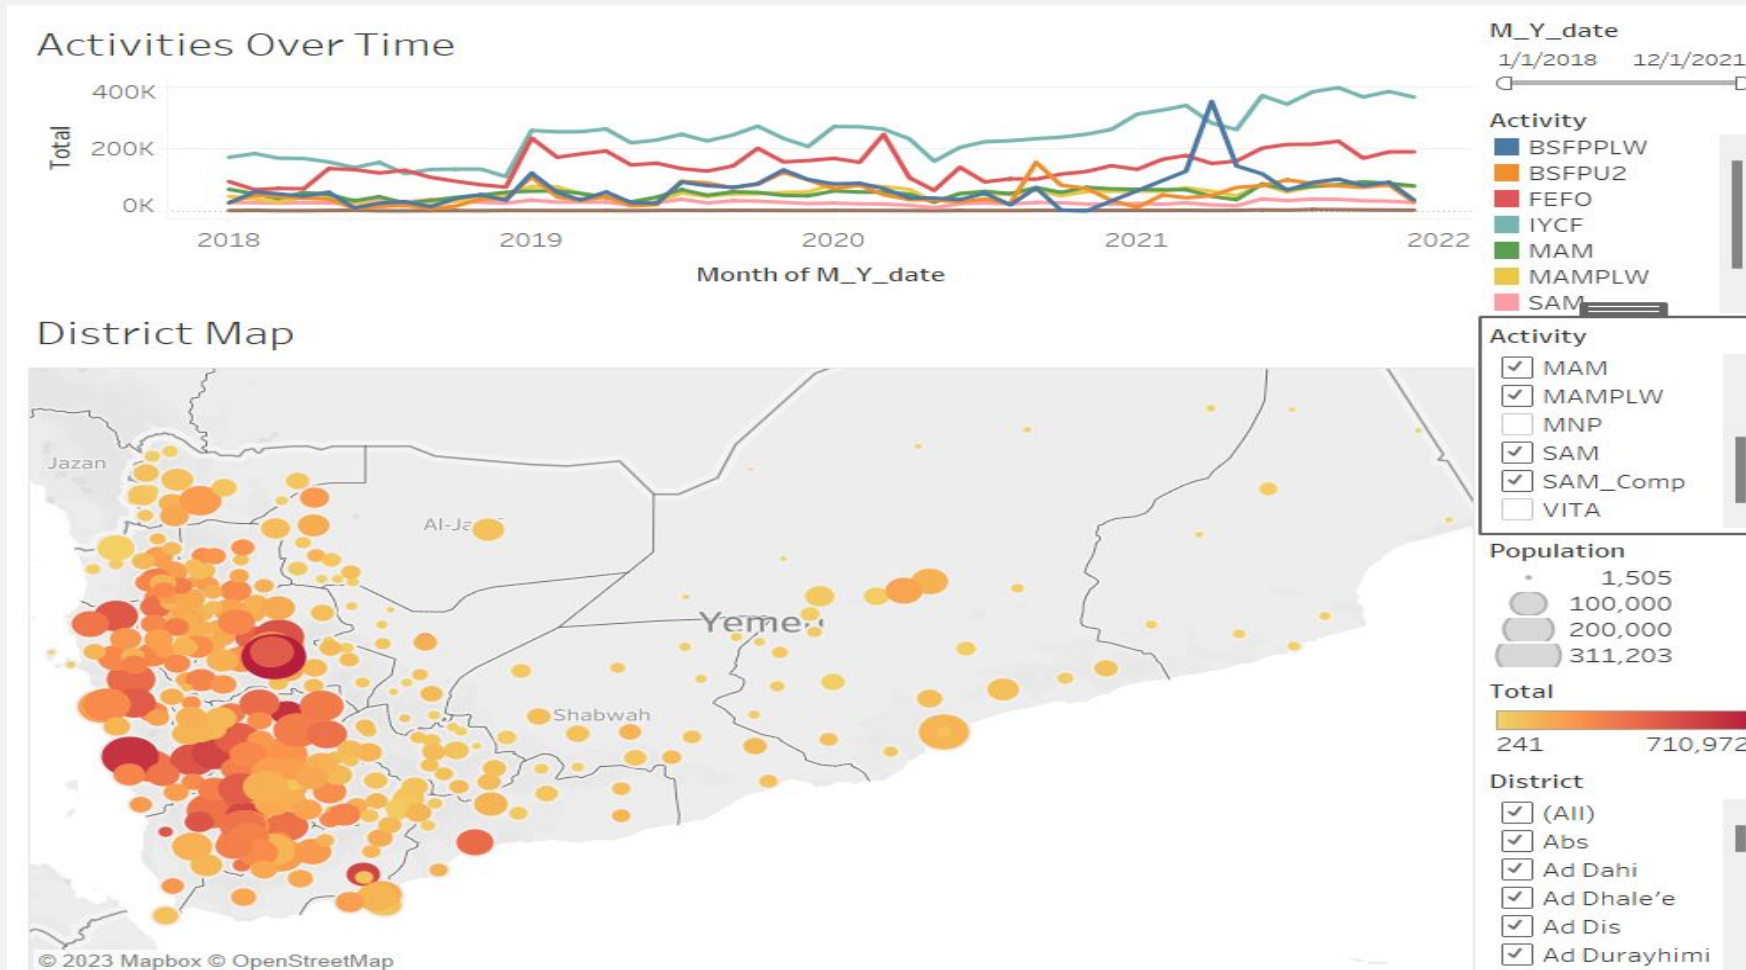 Activities Over Time
400K
200K
0K
Total
2018
2019
2020
2021
2022
Month of M_Y_date
District Map
Jazan
Shabwah
© 2023 Mapbox © OpenStreetMap
M_Y_date
1/1/2018
12/1/2021
Activity
BSFPPLW
BSFPU2
FEFO
IYCF
MAM
MAMPLW
SAM
Activity
MAM
MAMPLW
MNP
SAM
SAM_Comp
VITA
Population
1,505
100,000
200,000
311,203
Total
241
710,972
District
(All)
Abs
Ad Dahi
Ad Dhale’e
Ad Dis
Ad Durayhimi